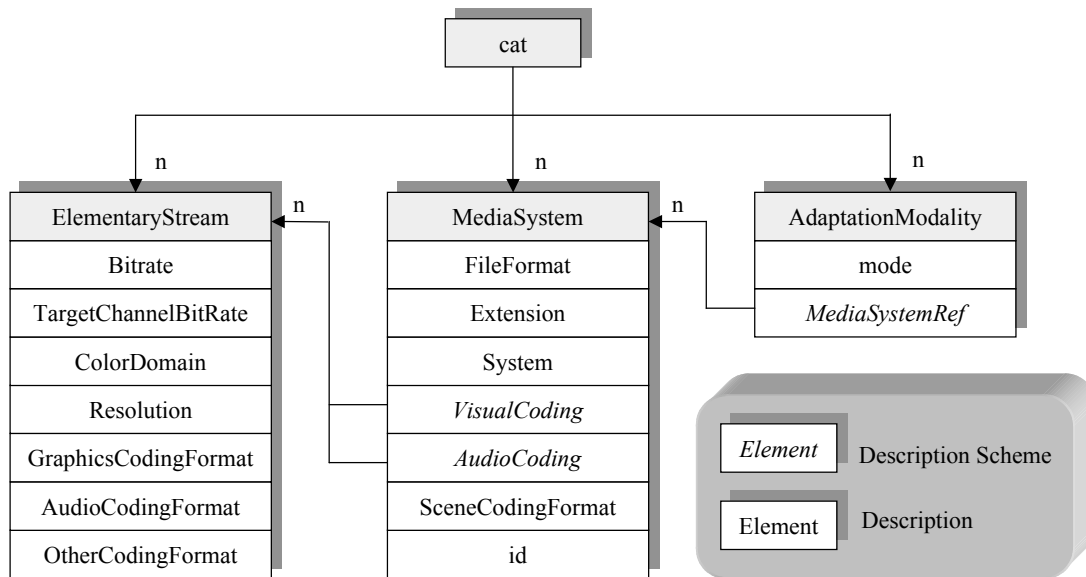 cat
n
n
n
ElementaryStream
Bitrate
TargetChannelBitRate
ColorDomain
Resolution
GraphicsCodingFormat
AudioCodingFormat
OtherCodingFormat
n
MediaSystem
FileFormat
Extension
System
VisualCoding
AudioCoding
SceneCodingFormat
id
n
AdaptationModality
mode
MediaSystemRef
Element
Description Scheme
Element
Description